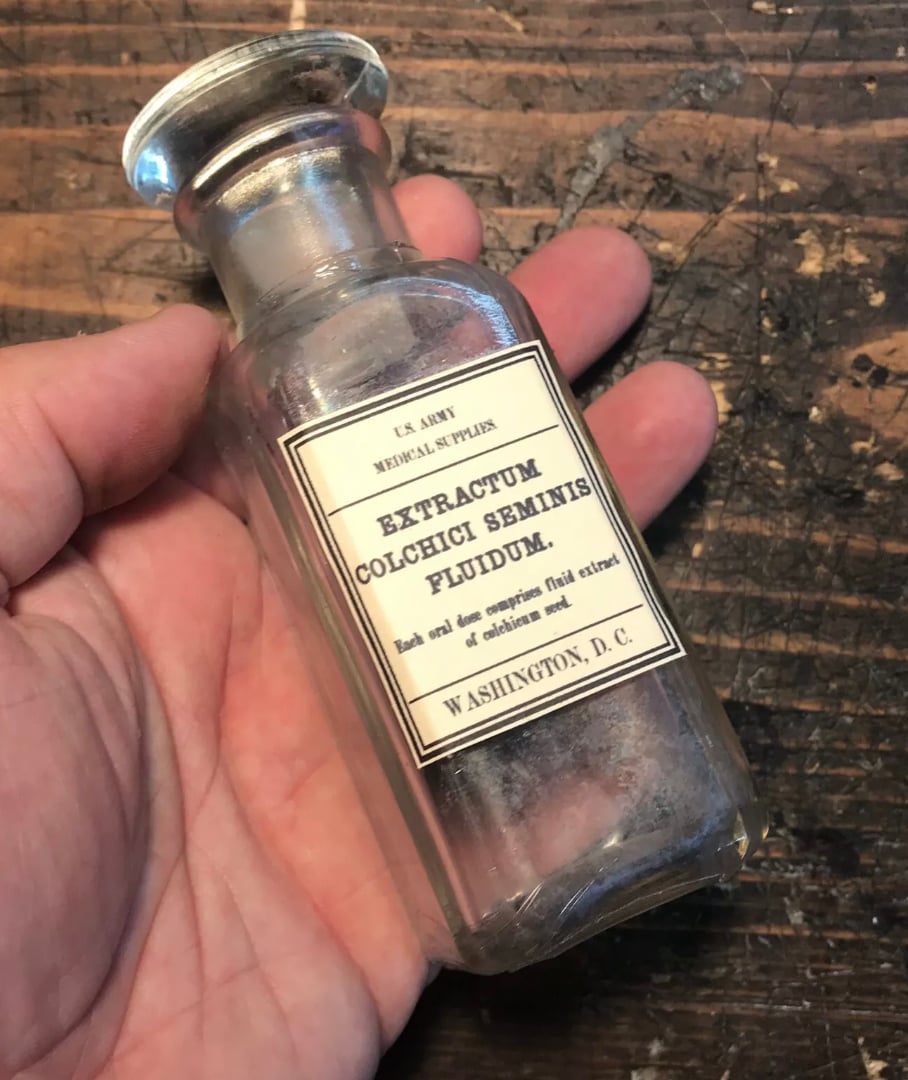 U.S. ARMY
MEDICAL SUPPLIES.
EXTRACTUM
COLCHICI SEMINIS
FLUIDUM.
Each oral dose comprises fluid extract
of colchicum seed.
WASHINGTON, D. C.